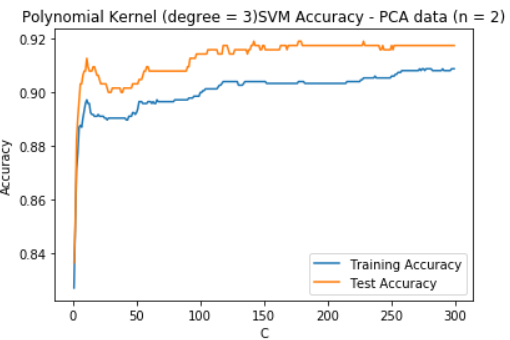 Polynomial Kernel (degree = 3)SVM Accuracy - PCA data (n = 2)
0.92
0.90
0.88
0.86
0.84
Accuracy
Training Accuracy
Test Accuracy
0 50 100 150 200 250 300
C